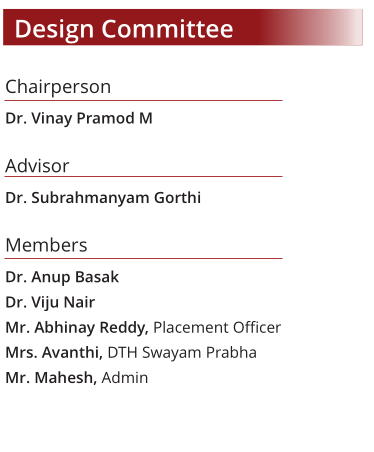 Design Committee
Chairperson
Dr. Vinay Pramod M
Advisor
Dr. Subrahmanyam Gorthi
Members
Dr. Anup Basak
Dr. Viju Nair
Mr. Abhinay Reddy, Placement Officer
Mrs. Avanthi, DTH Swayam Prabha
Mr. Mahesh, Admin